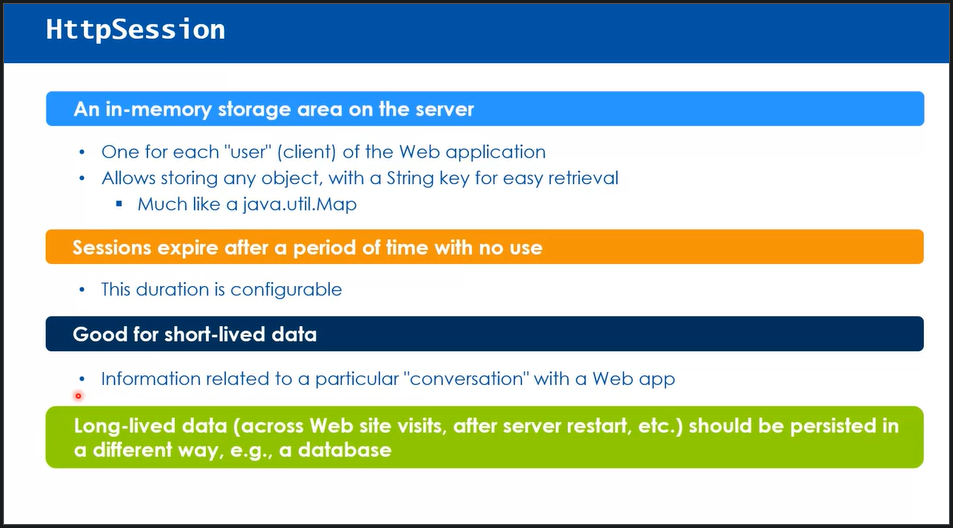 HttpSession
An in-memory storage area on the server
• One for each "user" (client) of the Web application
• Allows storing any object, with a String key for easy retrieval
▪ Much like a java.util.Map
Sessions expire after a period of time with no use
• This duration is configurable
Good for short-lived data
• Information related to a particular "conversation" with a Web app
Long-lived data (across Web site visits, after server restart, etc.) should be persisted in
a different way, e.g., a database